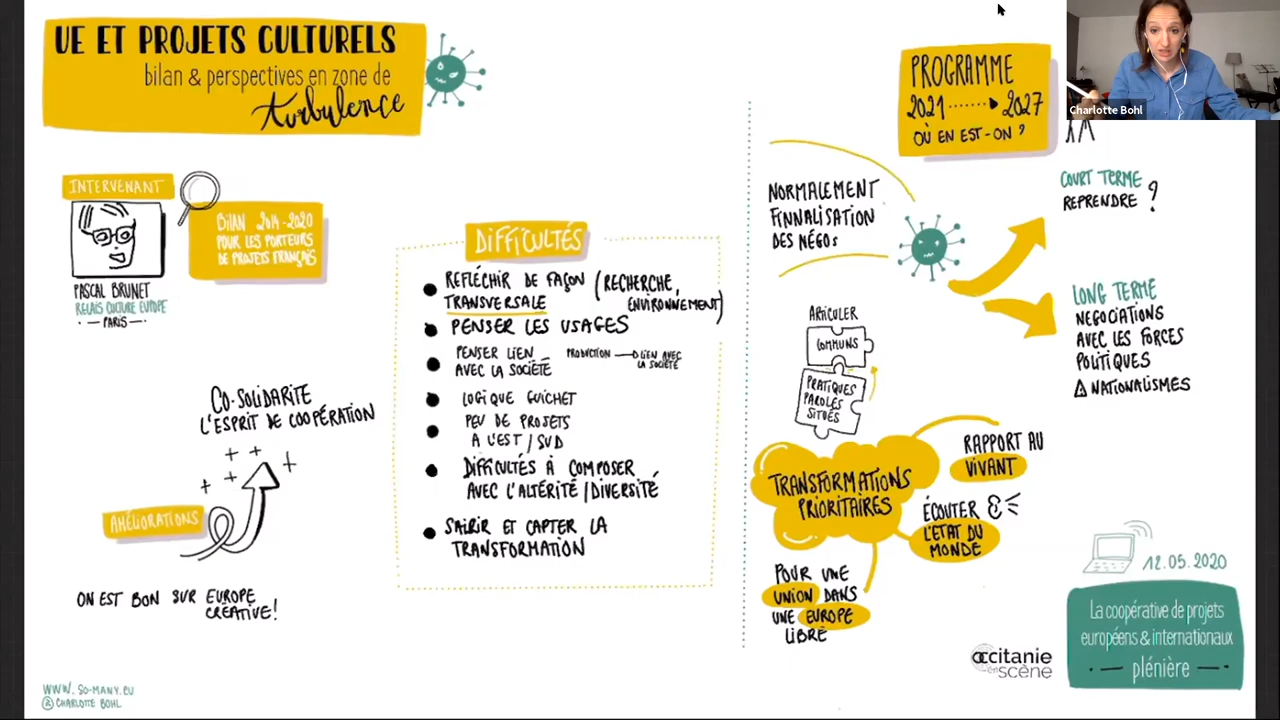 UE ET PROJETS CULTURELS
bilan & perspectives en zone de
turbulence
INTERVENANT
BILAN 2014-2020
POUR LES PORTEURS
DE PROJETS FRANÇAIS
PASCAL BRUNET
RELAIS CULTURE EUROPE
PARIS
CO-SOLIDARITE
L'ESPRIT DE COOPÉRATION
AMÉLIORATIONS
ON EST BON SUR EUROPE
CREATIVE!
WWW.SO-MANY.EU
@ CHARLOTTE BOHL
DIFFICULTÉS
REFLÉCHIR DE FAÇON (RECHERCHE,
TRANSVERSALE ENVIRONNEMENT)
PENSER LES USAGES
PENSER LIEN PRODUCTION → LIEN AVEC
AVEC LA SOCIÉTÉ LA SOCIÉTÉ
LOGIQUE GUICHET
PEU DE PROJETS
A L'EST / SUD
DIFFICULTÉS À COMPOSER
AVEC L'ALTÉRITÉ / DIVERSITÉ
SAISIR ET CAPTER LA
TRANSFORMATION
PROGRAMME
2021 ······▶ 2027
OÙ EN EST-ON ?
Charlotte Bohl
NORMALEMENT
FINNALISATION
DES NÉGOS
COURT TERME
REPRENDRE ?
LONG TERME
NEGOCIATIONS
AVEC LES FORCES
POLITIQUES
⚠ NATIONALISMES
ARTICULER
COMMUNS
PRATIQUES
PAROLES
SITUÉS
TRANSFORMATIONS
PRIORITAIRES
RAPPORT AU
VIVANT
ÉCOUTER
L'ÉTAT DU
MONDE
POUR UNE
UNION DANS
UNE EUROPE
LIBRE
12.05.2020
La coopérative de projets
européens & internationaux
plénière
occitanie
en scène